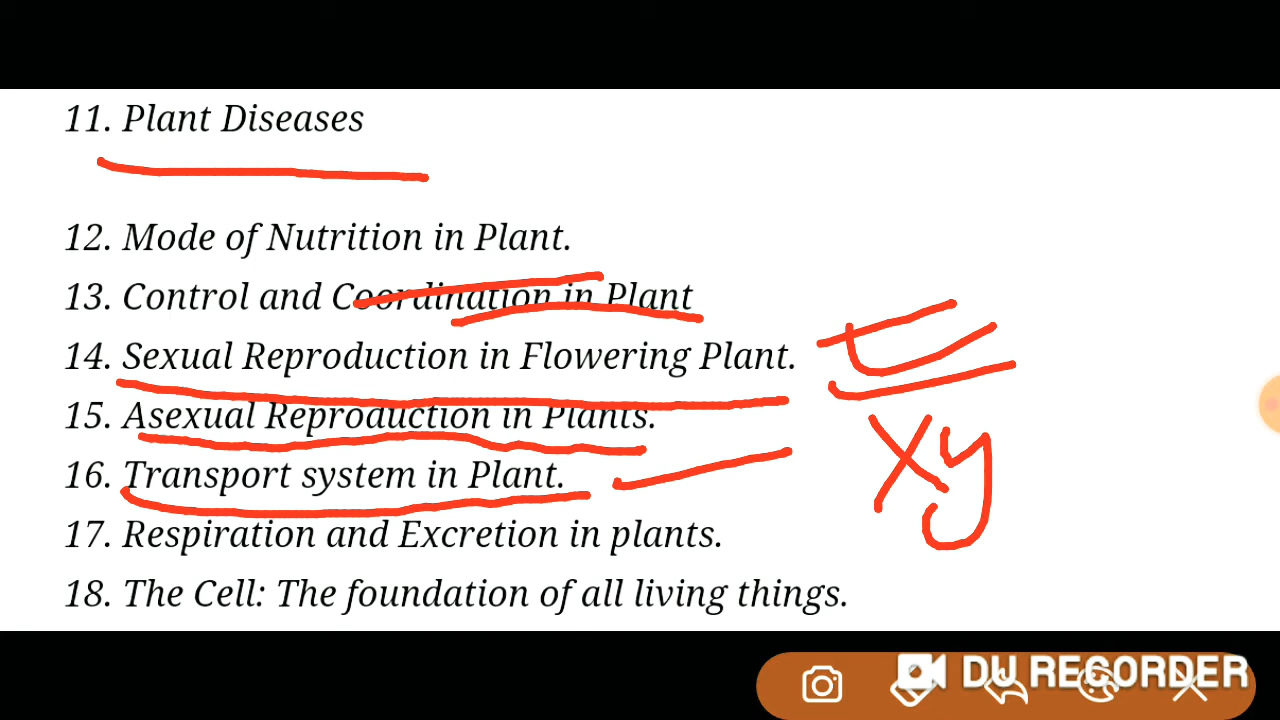 11. Plant Diseases
12. Mode of Nutrition in Plant.
13. Control and Coordination in Plant
14. Sexual Reproduction in Flowering Plant.
15. Asexual Reproduction in Plants.
16. Transport system in Plant.
xy
17. Respiration and Excretion in plants.
18. The Cell: The foundation of all living things.
DU RECORDER